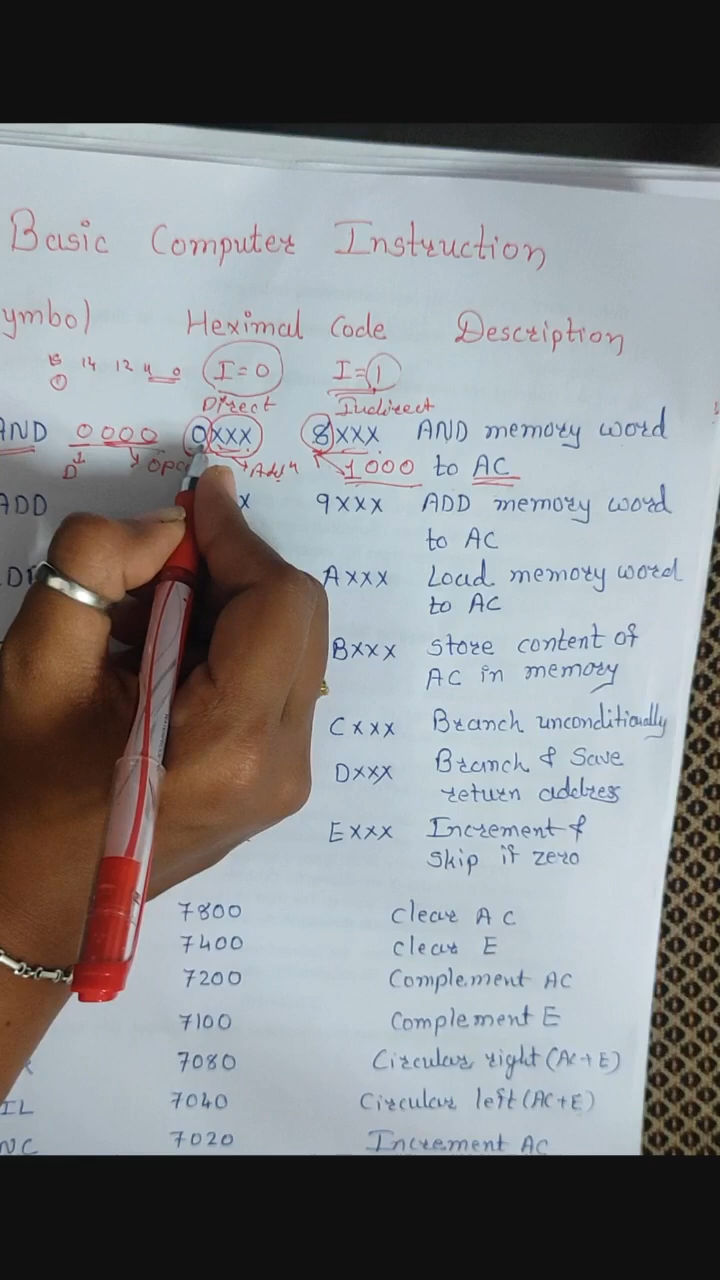 Basic Computer Instruction
ymbol Heximal Code Description
15 14 12 11 0 I=0 I=1
Direct Indirect
AND 0000 0xxx 8xxx AND memory word
D opc Add 1000 to AC
ADD x 9xxx ADD memory word
to AC
Axxx Load memory word
to AC
Bxxx Store content of
AC in memory
Cxxx Branch unconditionally
Dxxx Branch & Save
return address
Exxx Increment &
Skip if zero
7800 Clear AC
7400 Clear E
7200 Complement AC
7100 Complement E
7080 Circular right (AC+E)
IL 7040 Circular left (AC+E)
NC 7020 Increment AC